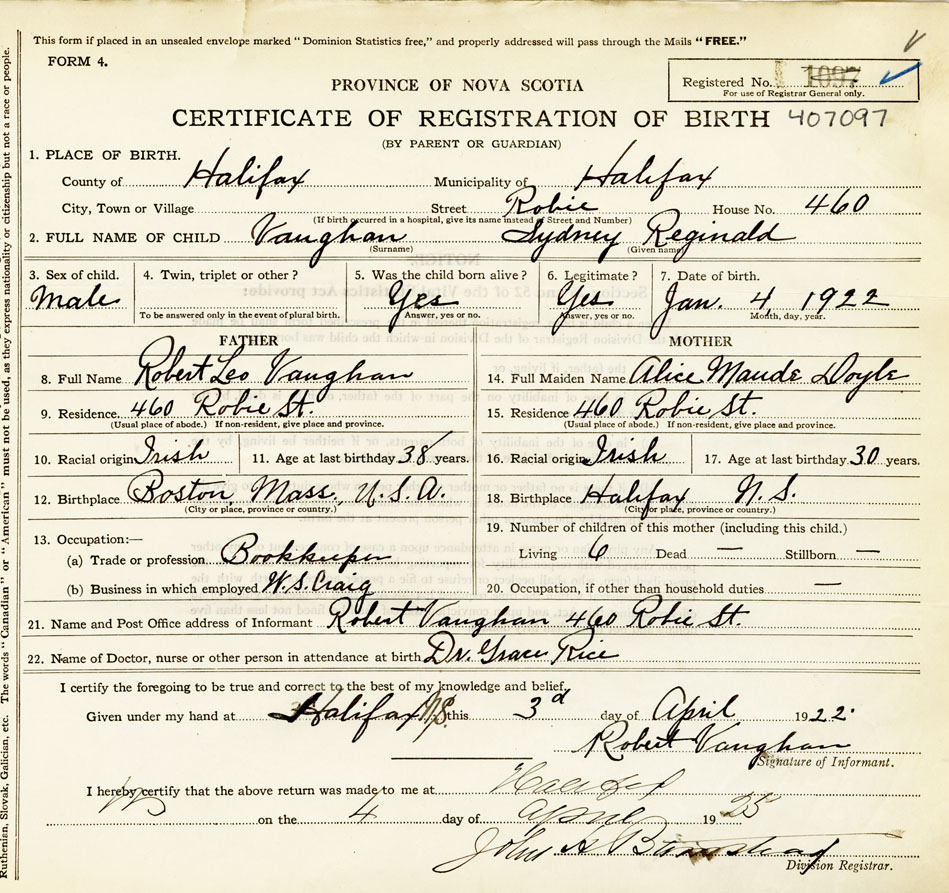 This form if placed in an unsealed envelope marked "Dominion Statistics free," and properly addressed will pass through the Mails "FREE."
FORM 4.
Registered No. 1097
For use of Registrar General only.
PROVINCE OF NOVA SCOTIA
CERTIFICATE OF REGISTRATION OF BIRTH 407097
(BY PARENT OR GUARDIAN)
1. PLACE OF BIRTH.
County of Halifax Municipality of Halifax
City, Town or Village Street Robie House No. 460
(If birth occurred in a hospital, give its name instead of Street and Number)
2. FULL NAME OF CHILD Vaughan Sydney Reginald
(Surname) (Given name)
3. Sex of child. 4. Twin, triplet or other? 5. Was the child born alive? 6. Legitimate? 7. Date of birth.
Male Yes Yes Jan. 4, 1922
To be answered only in the event of plural birth. Answer, yes or no. Answer, yes or no. Month, day, year.
FATHER MOTHER
8. Full Name Robert Leo Vaughan 14. Full Maiden Name Alice Maude Doyle
9. Residence. 460 Robie St. 15. Residence 460 Robie St.
(Usual place of abode.) If non-resident, give place and province. (Usual place of abode.) If non-resident, give place and province.
10. Racial origin Irish 11. Age at last birthday 38 years. 16. Racial origin Irish 17. Age at last birthday 30 years.
12. Birthplace Boston, Mass., U.S.A. 18. Birthplace Halifax N.S.
(City or place, province or country.) (City or place, province or country.)
13. Occupation:— 19. Number of children of this mother (including this child.)
(a) Trade or profession Bookkeeper Living 6 Dead — Stillborn —
(b) Business in which employed W.S. Craig 20. Occupation, if other than household duties —
21. Name and Post Office address of Informant Robert Vaughan 460 Robie St.
22. Name of Doctor, nurse or other person in attendance at birth Dr. Grace Rice
I certify the foregoing to be true and correct to the best of my knowledge and belief,
Given under my hand at Halifax N.S. this 3d day of April 1922.
Robert Vaughan
Signature of Informant.
I hereby certify that the above return was made to me at Halifax
on the 4 day of April 19
John A
Division Registrar.
Ruthenian, Slovak, Galician, etc. The words "Canadian" or "American" must not be used, as they express nationality or citizenship but not a race or people.